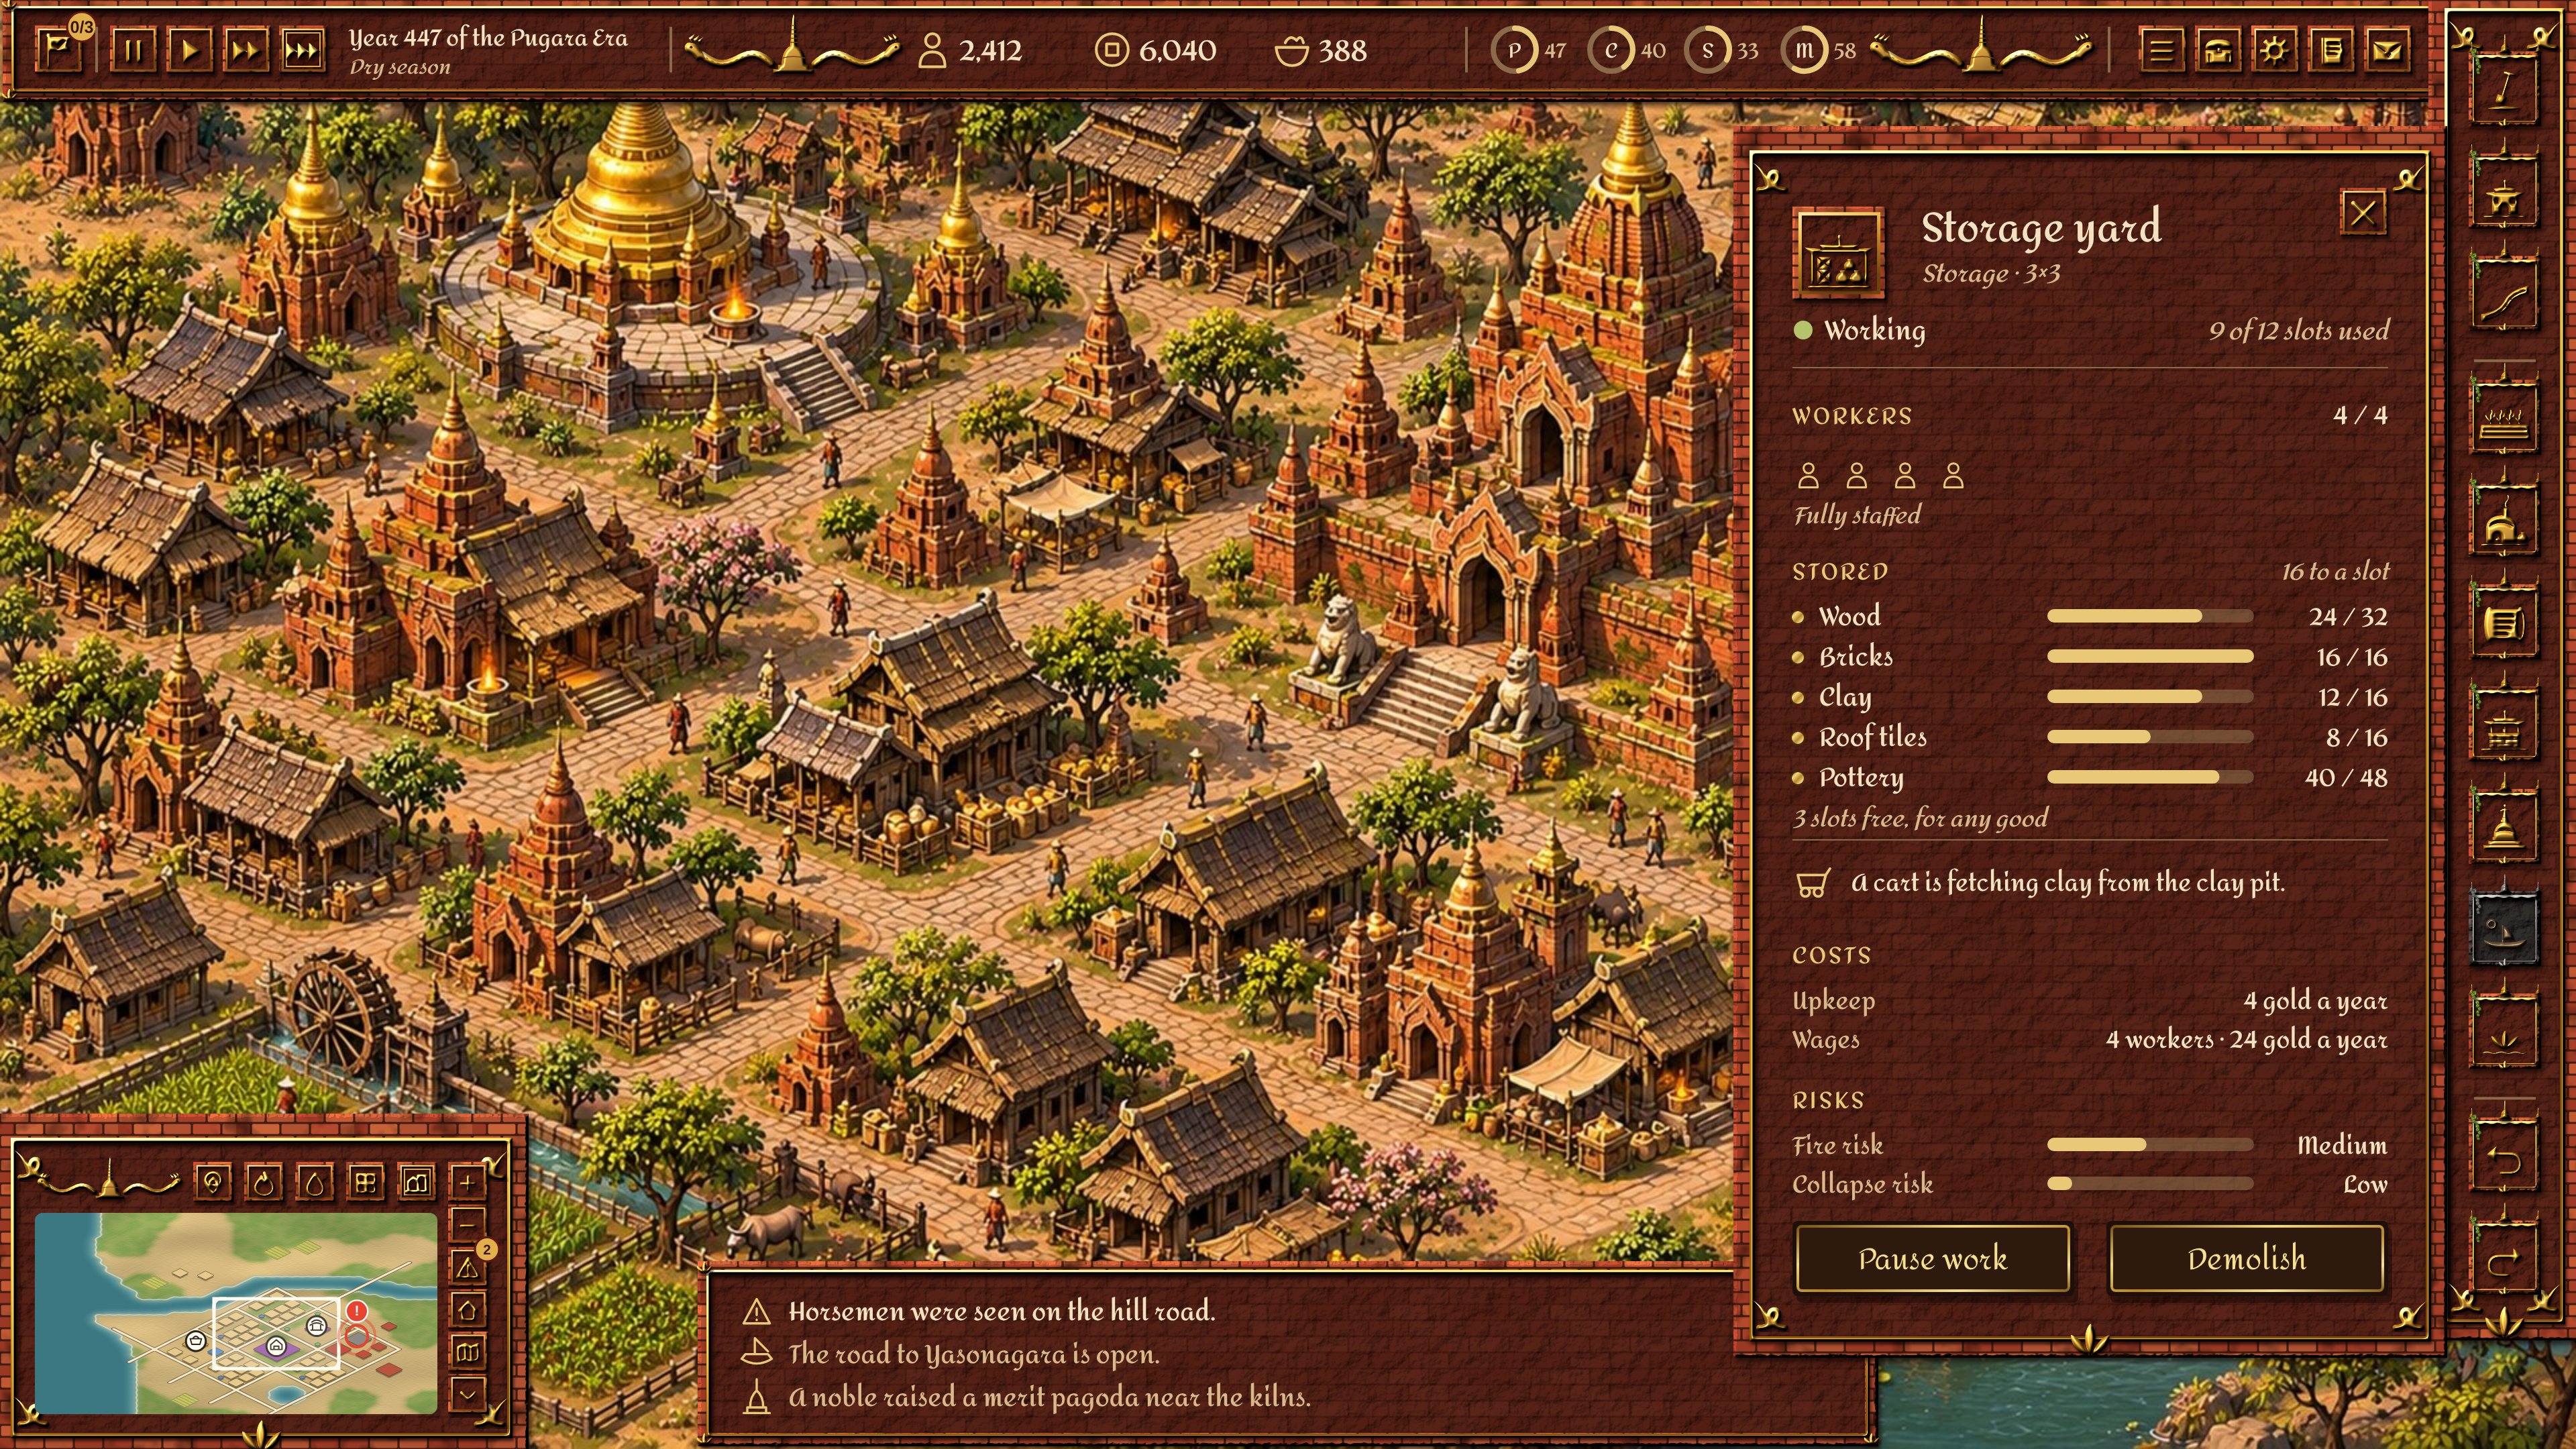 0/3
Year 447 of the Pugara Era
Dry season
2,412
6,040
388
P 47
C 40
S 33
M 58
Storage yard
Storage · 3×3
Working
9 of 12 slots used
WORKERS
4 / 4
Fully staffed
STORED
16 to a slot
Wood 24 / 32
Bricks 16 / 16
Clay 12 / 16
Roof tiles 8 / 16
Pottery 40 / 48
3 slots free, for any good
A cart is fetching clay from the clay pit.
COSTS
Upkeep 4 gold a year
Wages 4 workers · 24 gold a year
RISKS
Fire risk Medium
Collapse risk Low
Pause work
Demolish
2
!
Horsemen were seen on the hill road.
The road to Yasonagara is open.
A noble raised a merit pagoda near the kilns.